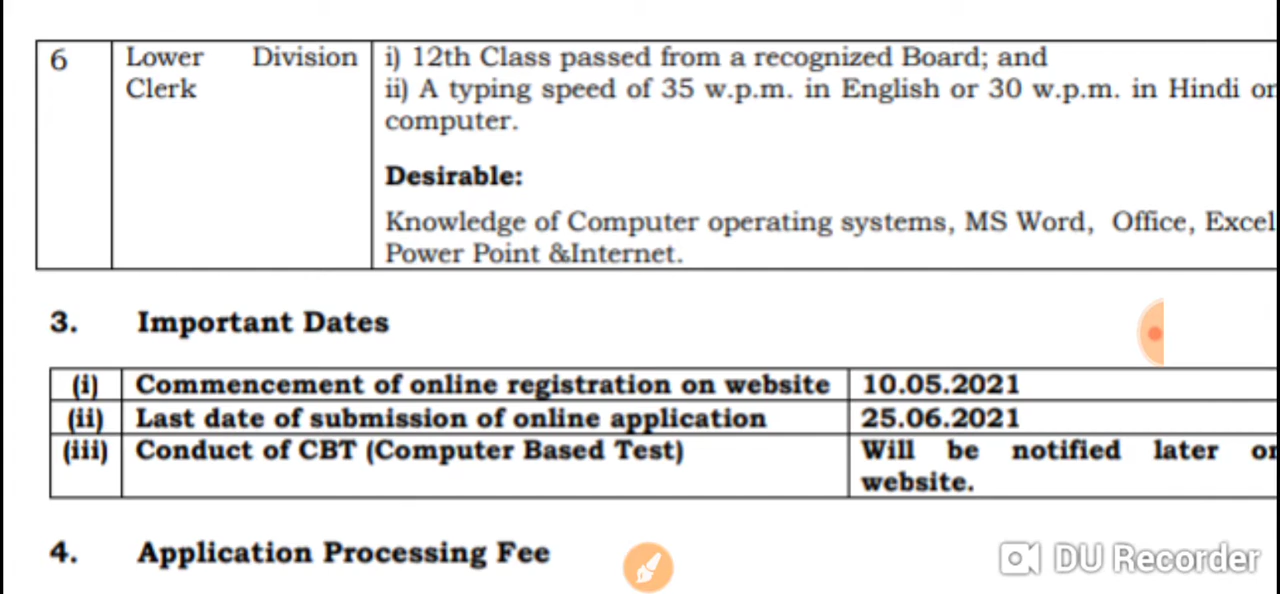 6 Lower Division i) 12th Class passed from a recognized Board; and
Clerk ii) A typing speed of 35 w.p.m. in English or 30 w.p.m. in Hindi or
computer.
Desirable:
Knowledge of Computer operating systems, MS Word, Office, Excel
Power Point &Internet.
3. Important Dates
(i) Commencement of online registration on website 10.05.2021
(ii) Last date of submission of online application 25.06.2021
(iii) Conduct of CBT (Computer Based Test) Will be notified later or
website.
4. Application Processing Fee
DU Recorder